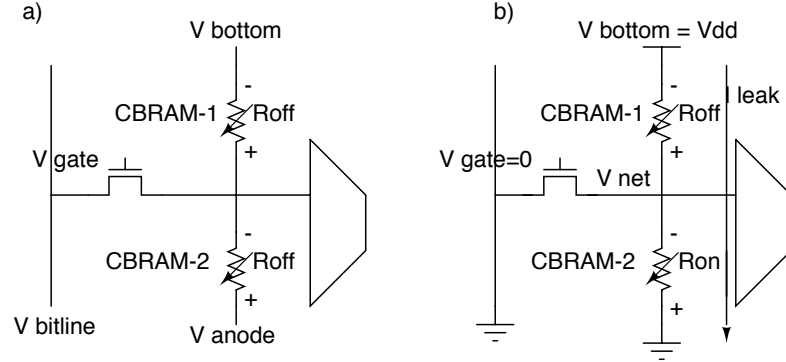 a)
V bottom
-
CBRAM-1 Roff
+
V gate
-
CBRAM-2 Roff
+
V bitline
V anode
b)
V bottom = Vdd
-
I leak
CBRAM-1 Roff
+
V gate=0
V net
-
CBRAM-2 Ron
+